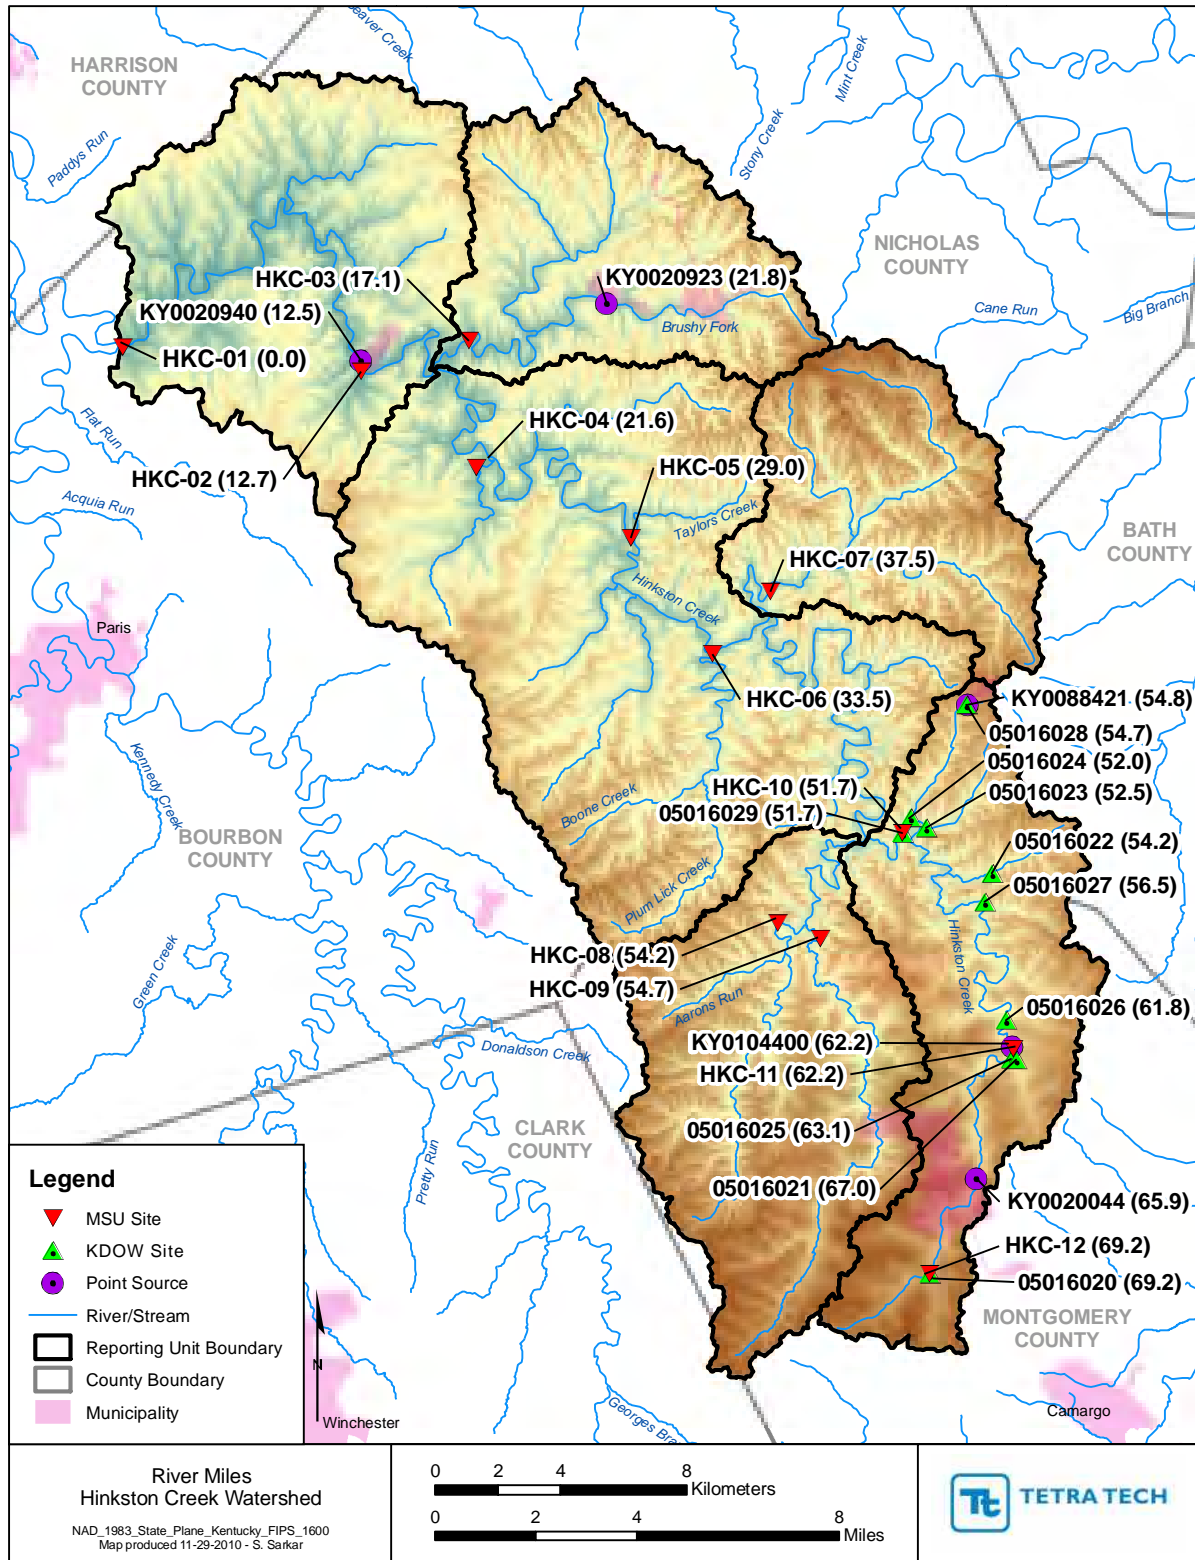 Beaver Creek
HARRISON
COUNTY
Mint Creek
Paddys Run
Stony Creek
NICHOLAS
COUNTY
HKC-03 (17.1)
KY0020923 (21.8)
KY0020940 (12.5)
Cane Run
Big Branch
Brushy Fork
HKC-01 (0.0)
Flat Run
HKC-04 (21.6)
HKC-02 (12.7)
HKC-05 (29.0)
Acquia Run
Taylors Creek
BATH
COUNTY
HKC-07 (37.5)
Hinkston Creek
Paris
HKC-06 (33.5)
KY0088421 (54.8)
05016028 (54.7)
05016024 (52.0)
Kennedy Creek
HKC-10 (51.7)
05016023 (52.5)
Boone Creek
05016029 (51.7)
BOURBON
COUNTY
05016022 (54.2)
Plum Lick Creek
05016027 (56.5)
Green Creek
HKC-08 (54.2)
Hinkston Creek
HKC-09 (54.7)
Aarons Run
05016026 (61.8)
Donaldson Creek
KY0104400 (62.2)
HKC-11 (62.2)
CLARK
COUNTY
05016025 (63.1)
Pretty Run
05016021 (67.0)
KY0020044 (65.9)
HKC-12 (69.2)
05016020 (69.2)
MONTGOMERY
COUNTY
Legend
MSU Site
KDOW Site
Point Source
River/Stream
Reporting Unit Boundary
County Boundary
Municipality
N
Winchester
Georges Bra
Camargo
River Miles
Hinkston Creek Watershed
NAD_1983_State_Plane_Kentucky_FIPS_1600
Map produced 11-29-2010 - S. Sarkar
0 2 4 8
Kilometers
0 2 4 8
Miles
Tt TETRA TECH